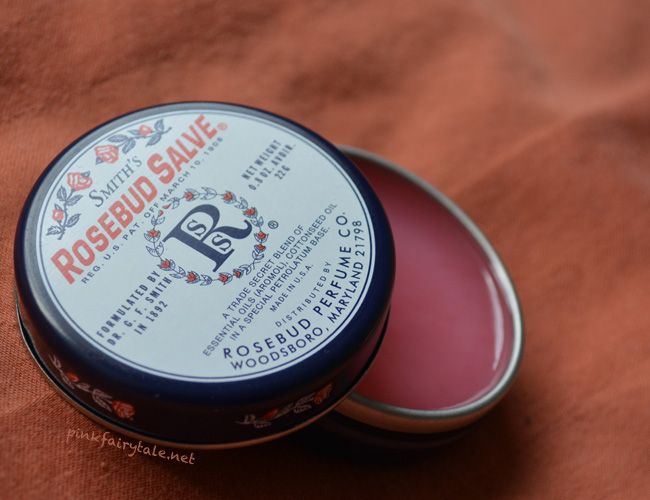 SMITH'S
ROSEBUD SALVE®
REG. U.S. PAT. OFF. MARCH 10, 1908
NET WEIGHT
0.8 OZ. AVOIR.
22G
RSS®
FORMULATED BY
DR. G. F. SMITH
IN 1892
A TRADE SECRET BLEND OF
ESSENTIAL OILS (AROMOL), COTTONSEED OIL
IN A SPECIAL PETROLATUM BASE.
MADE IN U.S.A.
DISTRIBUTED BY
ROSEBUD PERFUME CO.
WOODSBORO, MARYLAND 21798
pinkfairytale.net